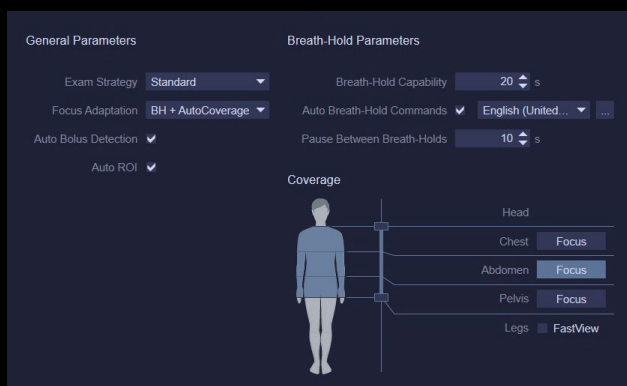 General Parameters
Exam Strategy Standard
Focus Adaptation BH + AutoCoverage
Auto Bolus Detection
Auto ROI
Breath-Hold Parameters
Breath-Hold Capability 20 s
Auto Breath-Hold Commands English (United... ...
Pause Between Breath-Holds 10 s
Coverage
Head
Chest Focus
Abdomen Focus
Pelvis Focus
Legs FastView